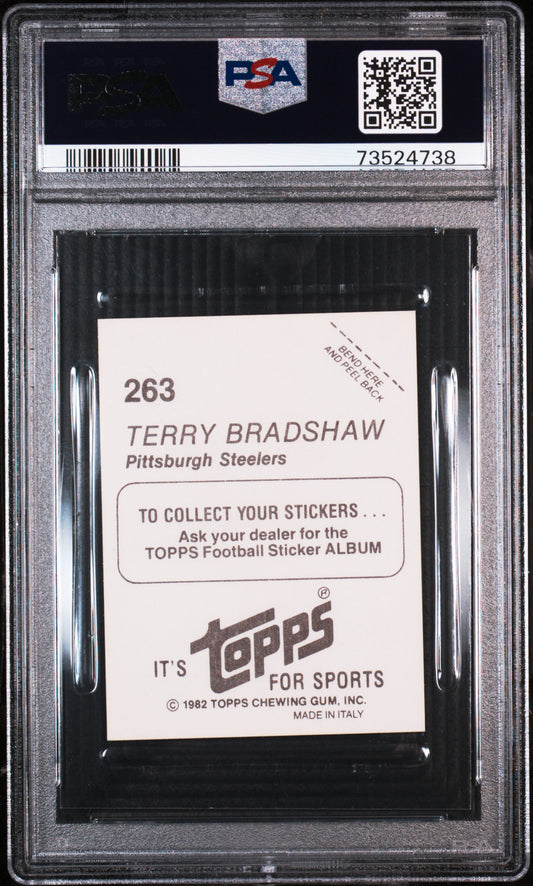 PSA
PSA
73524738
BEND HERE
AND PEEL BACK
263
TERRY BRADSHAW
Pittsburgh Steelers
TO COLLECT YOUR STICKERS...
Ask your dealer for the
TOPPS Football Sticker ALBUM
IT'S topps® FOR SPORTS
© 1982 TOPPS CHEWING GUM, INC.
MADE IN ITALY